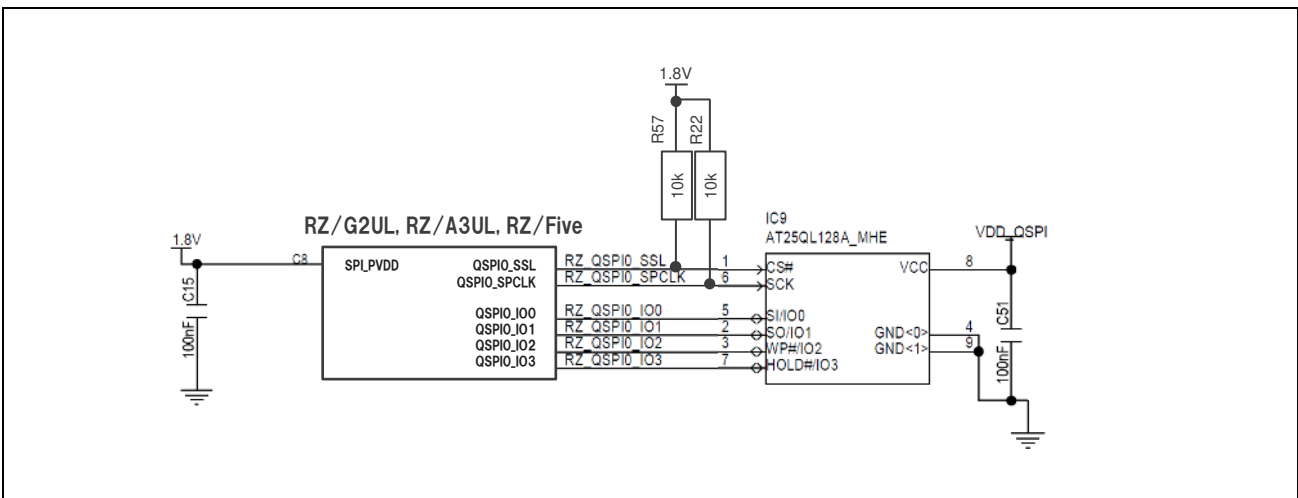 1.8V
R57
R22
10k
10k
RZ/G2UL, RZ/A3UL, RZ/Five
IC9
AT25QL128A_MHE
1.8V
C8
SPI_PVDD
C15
100nF
QSPI0_SSL
RZ_QSPI0_SSL
1
CS#
QSPI0_SPCLK
RZ_QSPI0_SPCLK
6
SCK
QSPI0_IO0
RZ_QSPI0_IO0
5
SI/IO0
QSPI0_IO1
RZ_QSPI0_IO1
2
SO/IO1
QSPI0_IO2
RZ_QSPI0_IO2
3
WP#/IO2
QSPI0_IO3
RZ_QSPI0_IO3
7
HOLD#/IO3
VDD_QSPI
VCC
8
GND<0>
4
GND<1>
9
C51
100nF